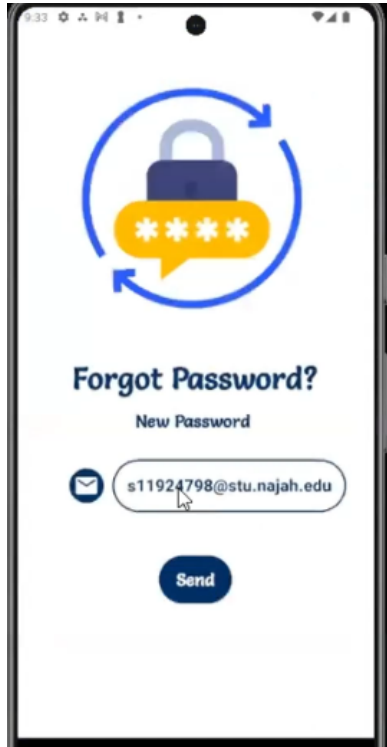 9:33
****
Forgot Password?
New Password
s11924798@stu.najah.edu
Send